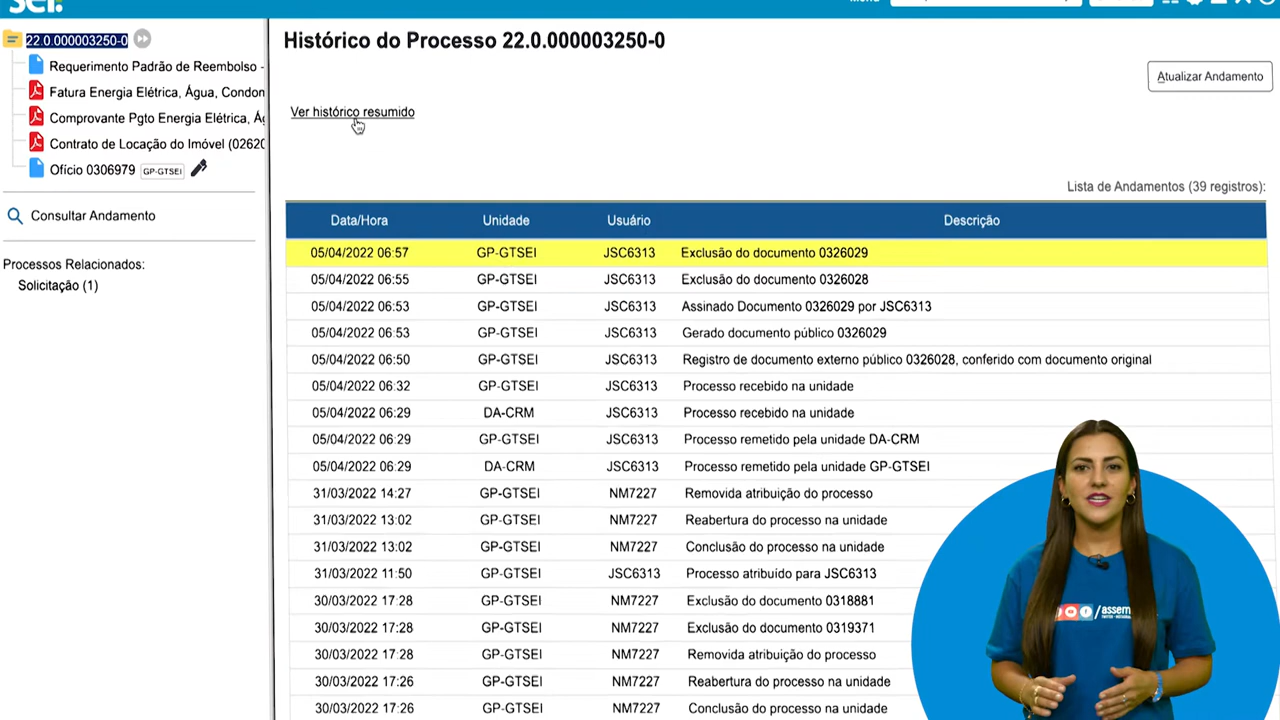 sei.
22.0.000003250-0
Requerimento Padrão de Reembolso -
Fatura Energia Elétrica, Água, Condon
Comprovante Pgto Energia Elétrica, Ág
Contrato de Locação do Imóvel (02620
Ofício 0306979 GP-GTSEI
Consultar Andamento
Processos Relacionados:
Solicitação (1)
Histórico do Processo 22.0.000003250-0
Atualizar Andamento
Ver histórico resumido
Lista de Andamentos (39 registros):
Data/Hora Unidade Usuário Descrição
05/04/2022 06:57 GP-GTSEI JSC6313 Exclusão do documento 0326029
05/04/2022 06:55 GP-GTSEI JSC6313 Exclusão do documento 0326028
05/04/2022 06:53 GP-GTSEI JSC6313 Assinado Documento 0326029 por JSC6313
05/04/2022 06:53 GP-GTSEI JSC6313 Gerado documento público 0326029
05/04/2022 06:50 GP-GTSEI JSC6313 Registro de documento externo público 0326028, conferido com documento original
05/04/2022 06:32 GP-GTSEI JSC6313 Processo recebido na unidade
05/04/2022 06:29 DA-CRM JSC6313 Processo recebido na unidade
05/04/2022 06:29 GP-GTSEI JSC6313 Processo remetido pela unidade DA-CRM
05/04/2022 06:29 DA-CRM JSC6313 Processo remetido pela unidade GP-GTSEI
31/03/2022 14:27 GP-GTSEI NM7227 Removida atribuição do processo
31/03/2022 13:02 GP-GTSEI NM7227 Reabertura do processo na unidade
31/03/2022 13:02 GP-GTSEI NM7227 Conclusão do processo na unidade
31/03/2022 11:50 GP-GTSEI JSC6313 Processo atribuído para JSC6313
30/03/2022 17:28 GP-GTSEI NM7227 Exclusão do documento 0318881
30/03/2022 17:28 GP-GTSEI NM7227 Exclusão do documento 0319371
30/03/2022 17:28 GP-GTSEI NM7227 Removida atribuição do processo
30/03/2022 17:26 GP-GTSEI NM7227 Reabertura do processo na unidade
30/03/2022 17:26 GP-GTSEI NM7227 Conclusão do processo na unidade
/assem